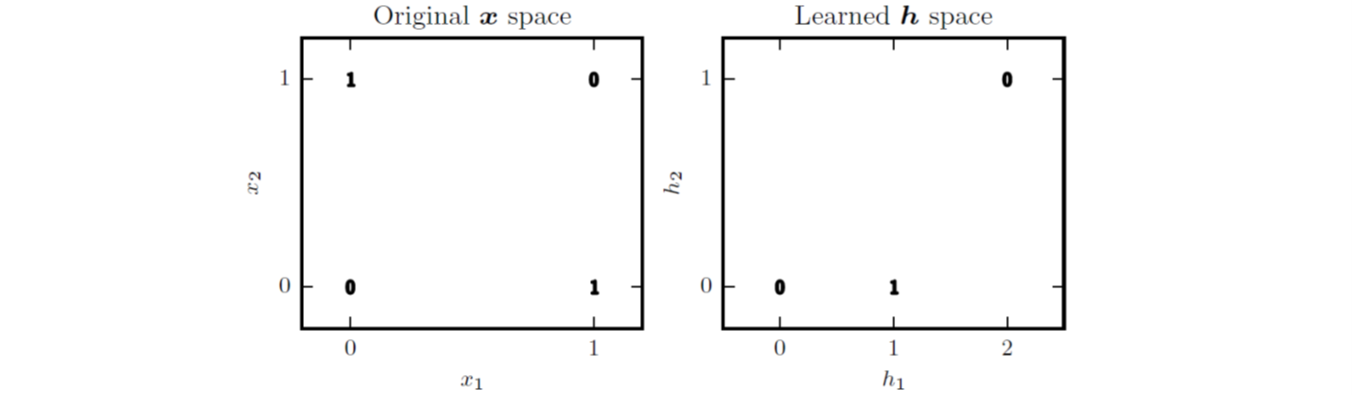 Original x space
1 1 0
x2
0 0 1
0 1
x1
Learned h space
1 0
h2
0 0 1
0 1 2
h1